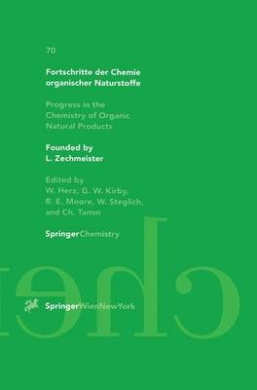 70
Fortschritte der Chemie
organischer Naturstoffe
Progress in the
Chemistry of Organic
Natural Products
Founded by
L. Zechmeister
Edited by
W. Herz, G. W. Kirby,
R. E. Moore, W. Steglich,
and Ch. Tamm
SpringerChemistry
SpringerWienNewYork
che